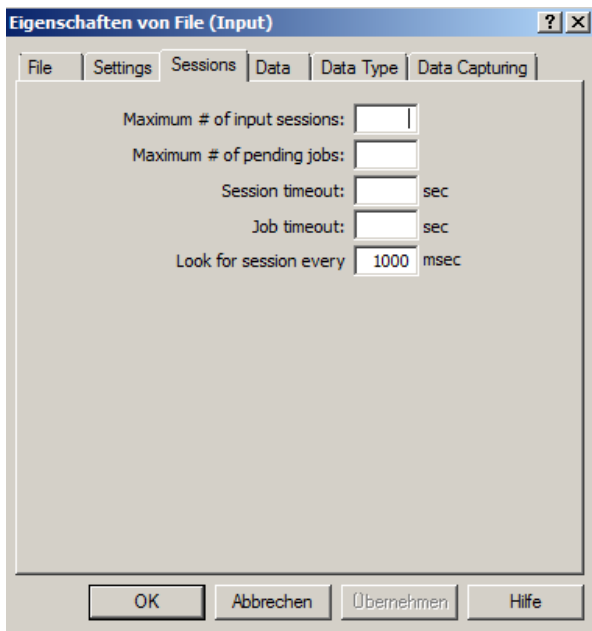 Eigenschaften von File (Input) ? X
File Settings Sessions Data Data Type Data Capturing
Maximum # of input sessions:
Maximum # of pending jobs:
Session timeout: sec
Job timeout: sec
Look for session every 1000 msec
OK Abbrechen Übernehmen Hilfe